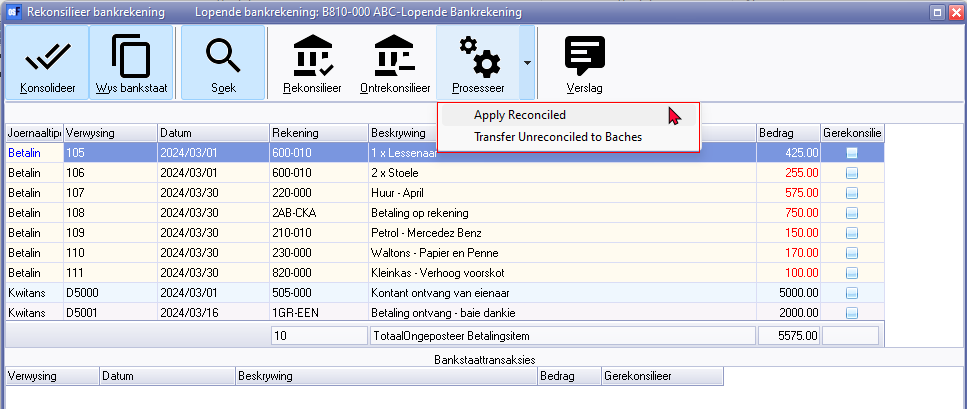 Rekonsilieer bankrekening Lopende bankrekening: B810-000 ABC-Lopende Bankrekening
Konsolideer Wys bankstaat Soek Rekonsilieer Ontrekonsilieer Prosesseer Verslag
Apply Reconciled
Transfer Unreconciled to Baches
Joernaaltipe Verwysing Datum Rekening Beskrywing Bedrag Gerekonsilie
Betalin 105 2024/03/01 600-010 1 x Lessenaar 425.00
Betalin 106 2024/03/01 600-010 2 x Stoele 255.00
Betalin 107 2024/03/30 220-000 Huur - April 575.00
Betalin 108 2024/03/30 2AB-CKA Betaling op rekening 750.00
Betalin 109 2024/03/30 210-010 Petrol - Mercedez Benz 150.00
Betalin 110 2024/03/30 230-000 Waltons - Papier en Penne 170.00
Betalin 111 2024/03/30 820-000 Kleinkas - Verhoog voorskot 100.00
Kwitans D5000 2024/03/01 505-000 Kontant ontvang van eienaar 5000.00
Kwitans D5001 2024/03/16 1GR-EEN Betaling ontvang - baie dankie 2000.00
10 TotaalOngeposteer Betalingsitem 5575.00
Bankstaattransaksies
Verwysing Datum Beskrywing Bedrag Gerekonsilieer